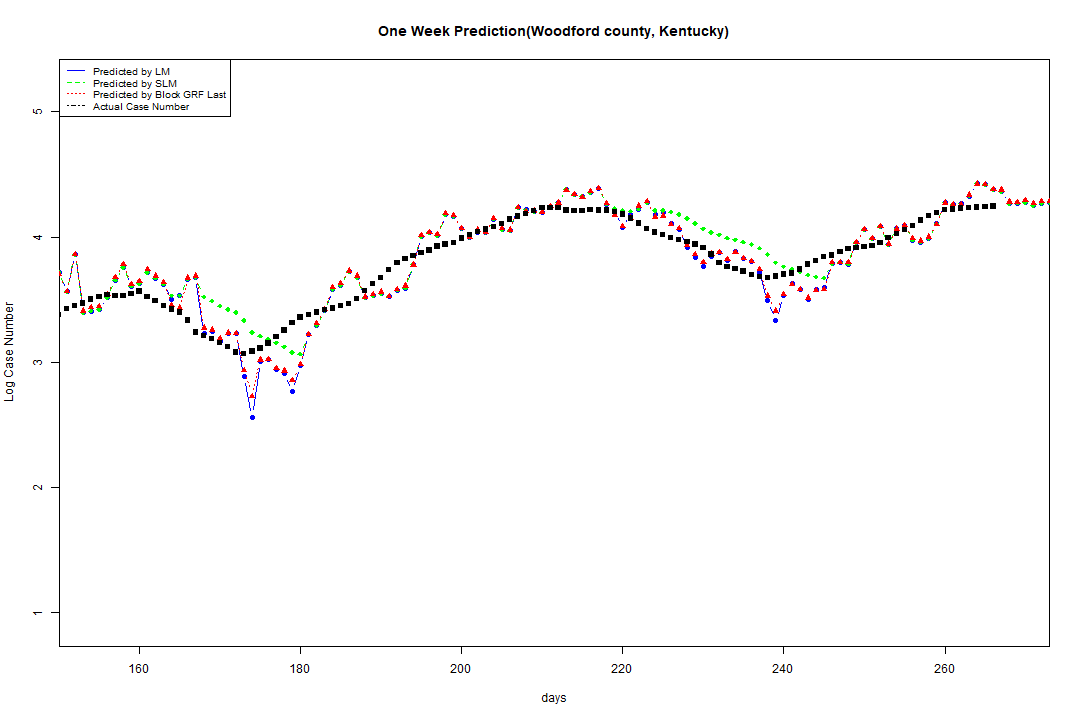 One Week Prediction(Woodford county, Kentucky)
Predicted by LM
Predicted by SLM
Predicted by Block GRF Last
Actual Case Number
5
4
3
2
1
Log Case Number
160 180 200 220 240 260
days